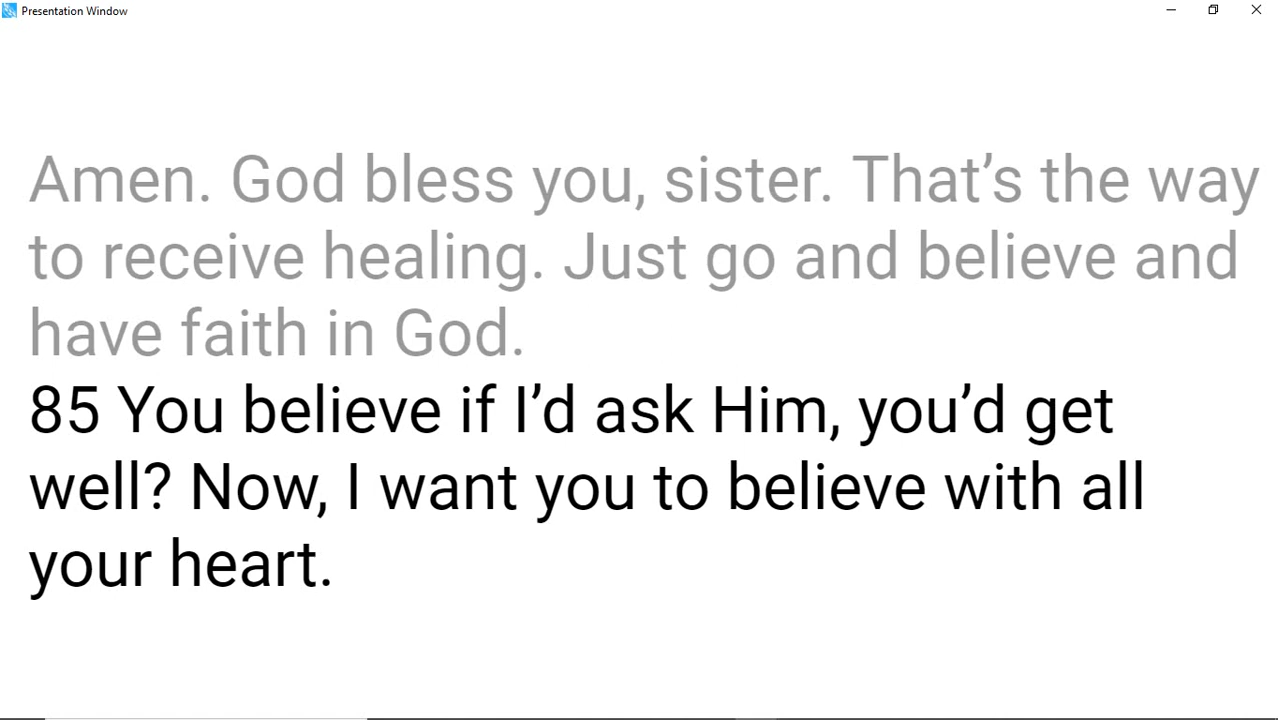 Presentation Window
Amen. God bless you, sister. That’s the way
to receive healing. Just go and believe and
have faith in God.
85 You believe if I’d ask Him, you’d get
well? Now, I want you to believe with all
your heart.